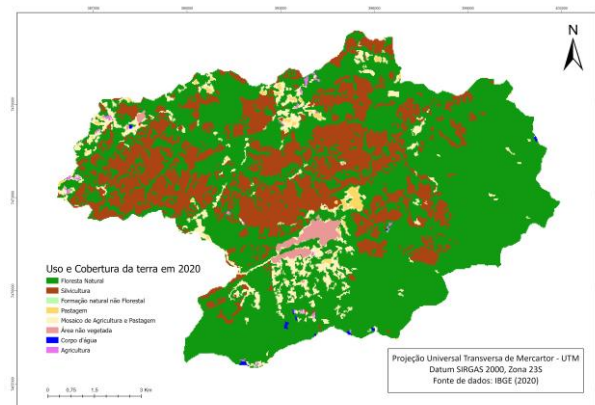 N
Uso e Cobertura da terra em 2020
Floresta Natural
Silvicultura
Formação natural não Florestal
Pastagem
Mosaico de Agricultura e Pastagem
Área não vegetada
Corpo d'água
Agricultura
0 0,75 1,5 3 Km
Projeção Universal Transversa de Mercartor - UTM
Datum SIRGAS 2000, Zona 23S
Fonte de dados: IBGE (2020)